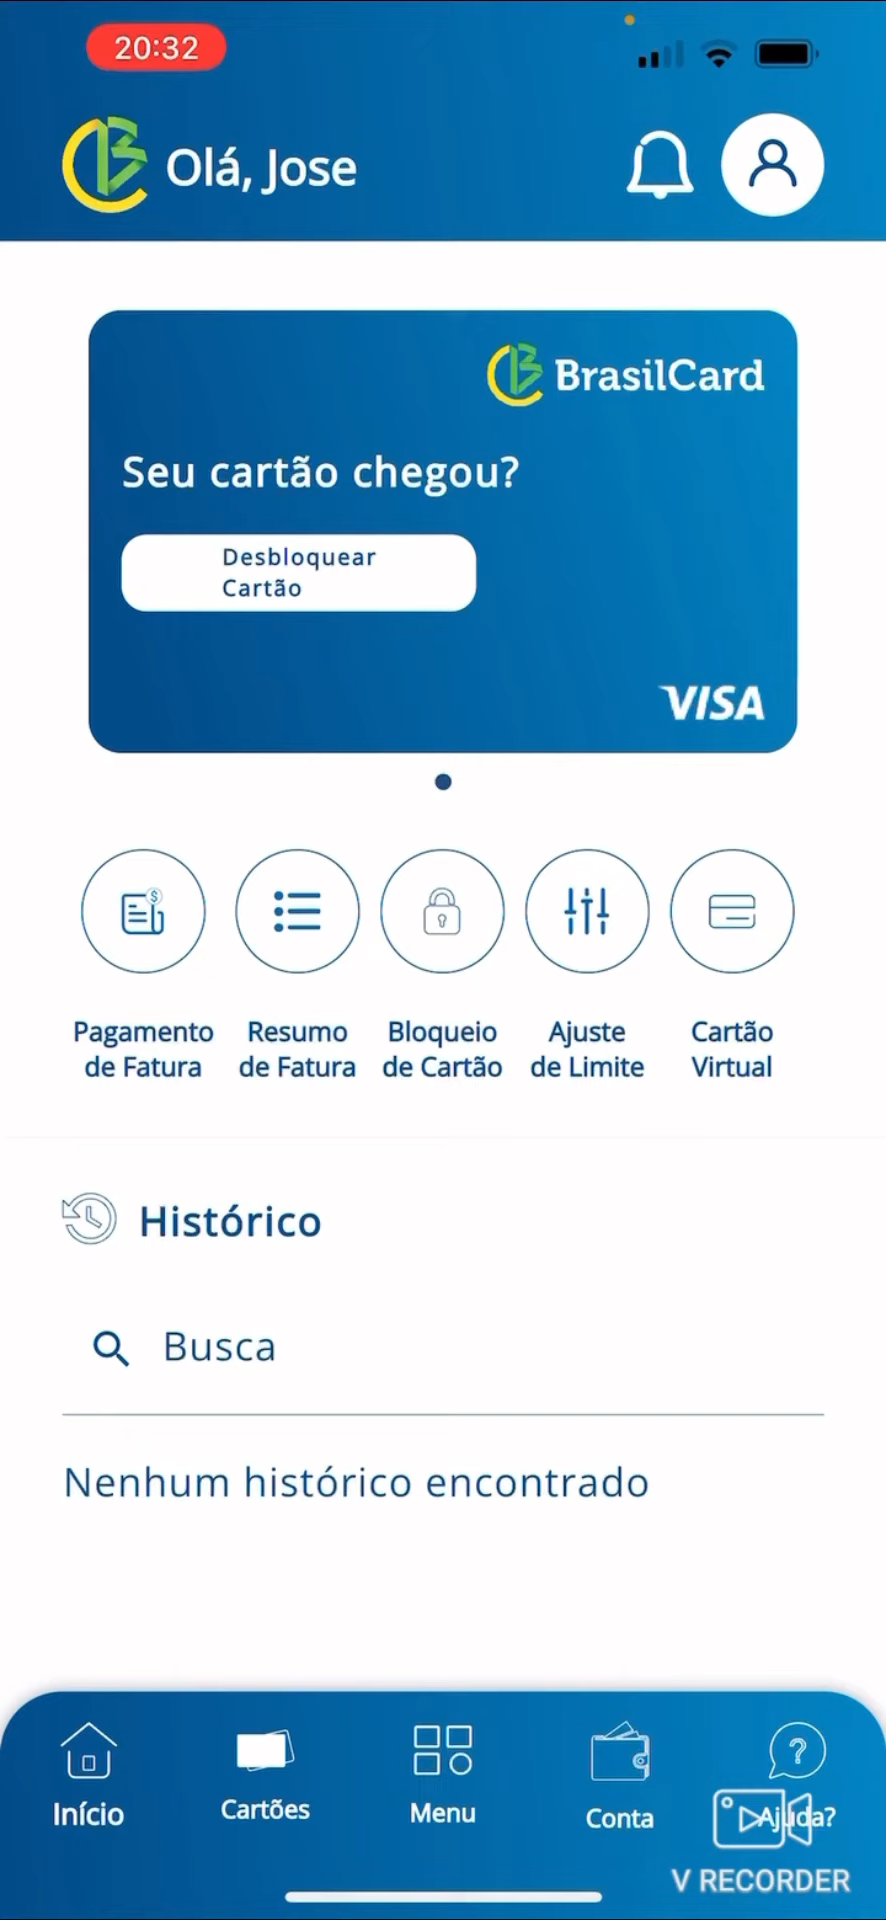 20:32
Olá, Jose
BrasilCard
Seu cartão chegou?
Desbloquear
Cartão
VISA
Pagamento
de Fatura
Resumo
de Fatura
Bloqueio
de Cartão
Ajuste
de Limite
Cartão
Virtual
Histórico
Busca
Nenhum histórico encontrado
Início
Cartões
Menu
Conta
Ajuda?
V RECORDER